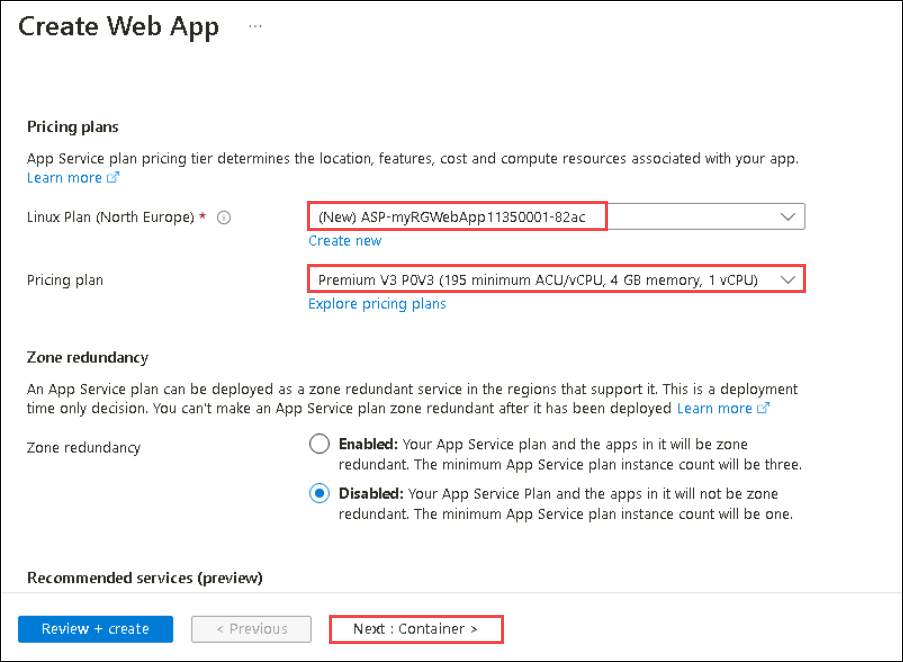 Create Web App ...
Pricing plans
App Service plan pricing tier determines the location, features, cost and compute resources associated with your app.
Learn more
Linux Plan (North Europe) *
(New) ASP-myRGWebApp11350001-82ac
Create new
Pricing plan
Premium V3 P0V3 (195 minimum ACU/vCPU, 4 GB memory, 1 vCPU)
Explore pricing plans
Zone redundancy
An App Service plan can be deployed as a zone redundant service in the regions that support it. This is a deployment
time only decision. You can't make an App Service plan zone redundant after it has been deployed Learn more
Zone redundancy
Enabled: Your App Service plan and the apps in it will be zone
redundant. The minimum App Service plan instance count will be three.
Disabled: Your App Service Plan and the apps in it will not be zone
redundant. The minimum App Service plan instance count will be one.
Recommended services (preview)
Review + create
< Previous
Next : Container >